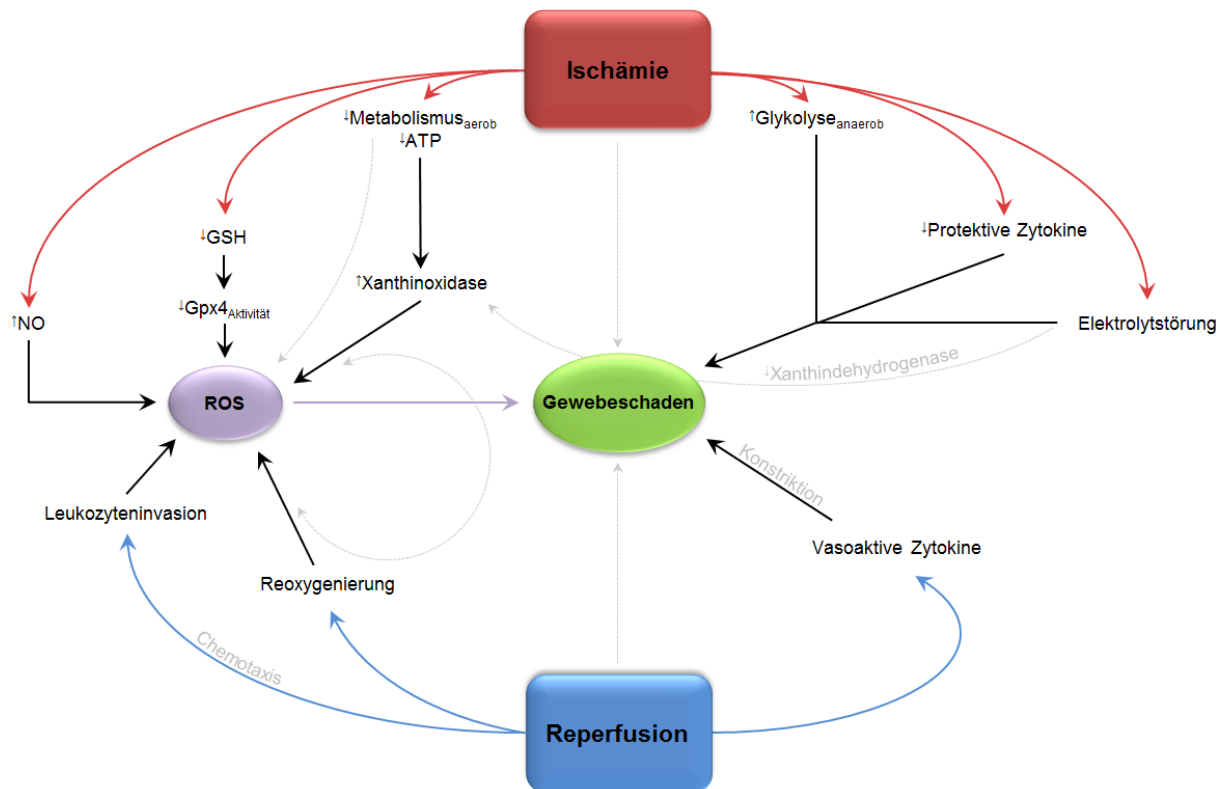 Ischämie
↓Metabolismusaerob
↓ATP
↑Glykolyseanaerob
↓GSH
↓Protektive Zytokine
↑Xanthinoxidase
↓Gpx4Aktivität
↑NO
Elektrolytstörung
↓Xanthindehydrogenase
ROS
Gewebeschaden
Konstriktion
Leukozyteninvasion
Vasoaktive Zytokine
Reoxygenierung
Chemotaxis
Reperfusion